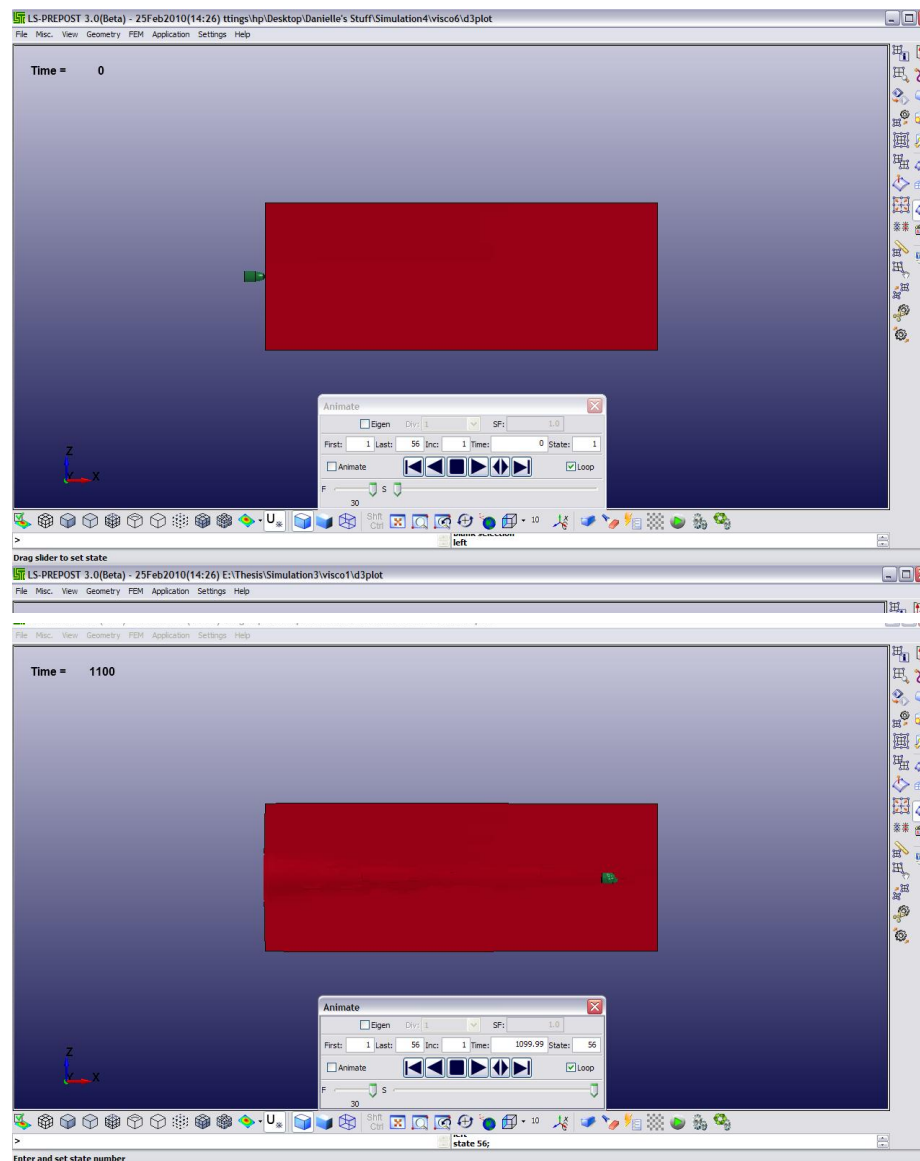 LS-PREPOST 3.0(Beta) - 25Feb2010(14:26) ttings\hp\Desktop\Danielle's Stuff\Simulation4\visco6\d3plot
File Misc. View Geometry FEM Application Settings Help
Time = 0
Animate
Eigen Div: 1 SF: 1.0
First: 1 Last: 56 Inc: 1 Time: 0 State: 1
Animate Loop
F S
30
Z
Y X
U
Shft
Ctrl
10
> blank selection
left
Drag slider to set state
LS-PREPOST 3.0(Beta) - 25Feb2010(14:26) E:\Thesis\Simulation3\visco1\d3plot
File Misc. View Geometry FEM Application Settings Help
File Misc. View Geometry FEM Application Settings Help
Time = 1100
Animate
Eigen Div: 1 SF: 1.0
First: 1 Last: 56 Inc: 1 Time: 1099.99 State: 56
Animate Loop
F S
30
Z
Y X
U
Shft
Ctrl
10
> left
state 56;
Enter and set state number